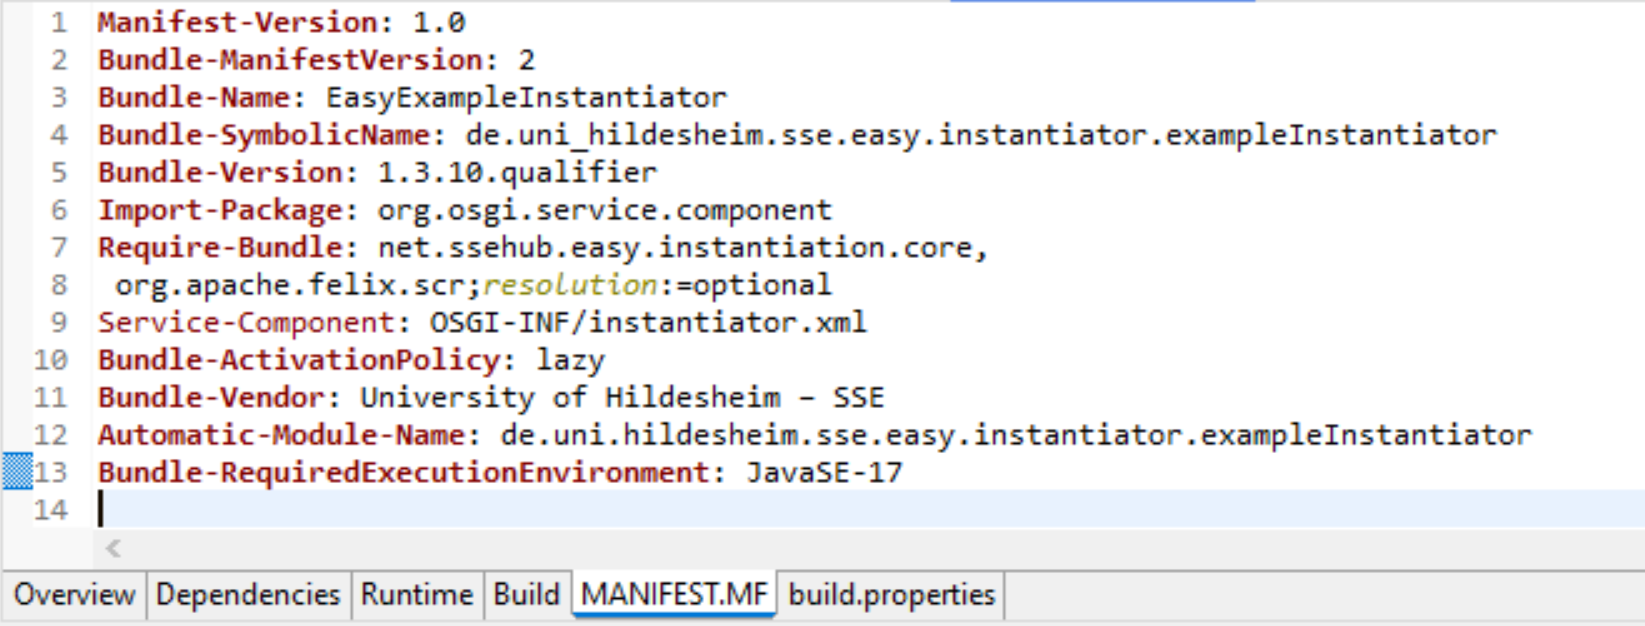 1 Manifest-Version: 1.0
2 Bundle-ManifestVersion: 2
3 Bundle-Name: EasyExampleInstantiator
4 Bundle-SymbolicName: de.uni_hildesheim.sse.easy.instantiator.exampleInstantiator
5 Bundle-Version: 1.3.10.qualifier
6 Import-Package: org.osgi.service.component
7 Require-Bundle: net.ssehub.easy.instantiation.core,
8  org.apache.felix.scr;resolution:=optional
9 Service-Component: OSGI-INF/instantiator.xml
10 Bundle-ActivationPolicy: lazy
11 Bundle-Vendor: University of Hildesheim – SSE
12 Automatic-Module-Name: de.uni.hildesheim.sse.easy.instantiator.exampleInstantiator
13 Bundle-RequiredExecutionEnvironment: JavaSE-17
14
Overview Dependencies Runtime Build MANIFEST.MF build.properties